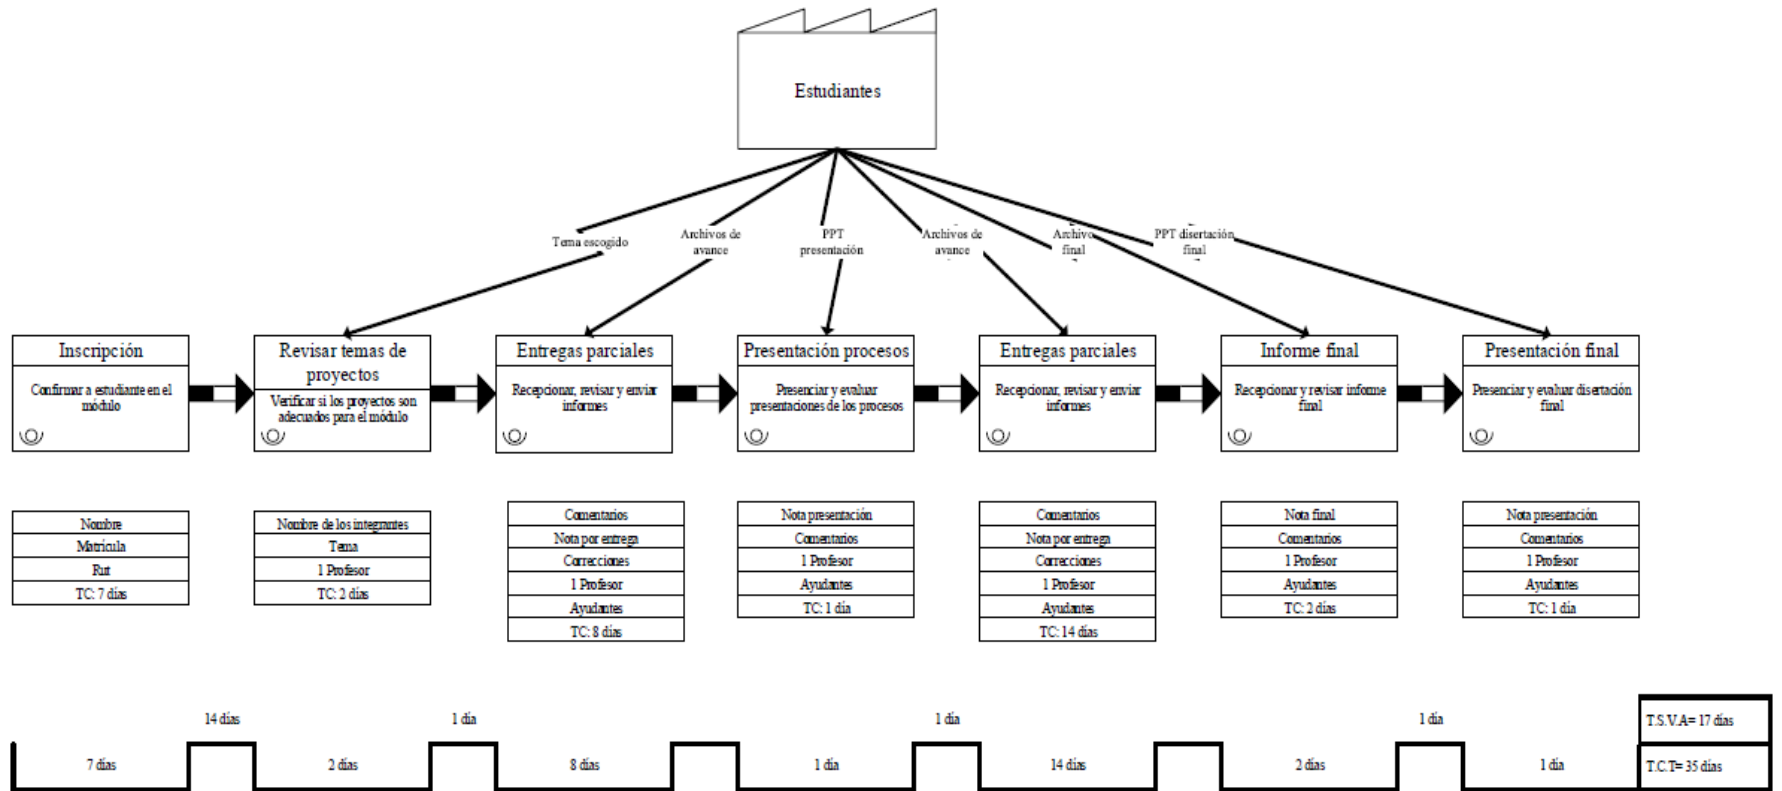 Estudiantes
Tema escogido
Archivos de
avance
PPT
presentación
Archivos de
avance
Archivo
final
PPT disertación
final
Inscripción
Confirmar a estudiante en el
módulo
Revisar temas de
proyectos
Verificar si los proyectos son
adecuados para el módulo
Entregas parciales
Recepcionar, revisar y enviar
informes
Presentación procesos
Presenciar y evaluar
presentaciones de los procesos
Entregas parciales
Recepcionar, revisar y enviar
informes
Informe final
Recepcionar y revisar informe
final
Presentación final
Presenciar y evaluar disertación
final
Nombre
Matrícula
Rut
TC: 7 días
Nombre de los integrantes
Tema
1 Profesor
TC: 2 días
Comentarios
Nota por entrega
Correcciones
1 Profesor
Ayudantes
TC: 8 días
Nota presentación
Comentarios
1 Profesor
Ayudantes
TC: 1 día
Comentarios
Nota por entrega
Correcciones
1 Profesor
Ayudantes
TC: 14 días
Nota final
Comentarios
1 Profesor
Ayudantes
TC: 2 días
Nota presentación
Comentarios
1 Profesor
Ayudantes
TC: 1 día
14 días
1 día
1 día
1 día
T.S.V.A= 17 días
7 días
2 días
8 días
1 día
14 días
2 días
1 día
T.C.T= 35 días